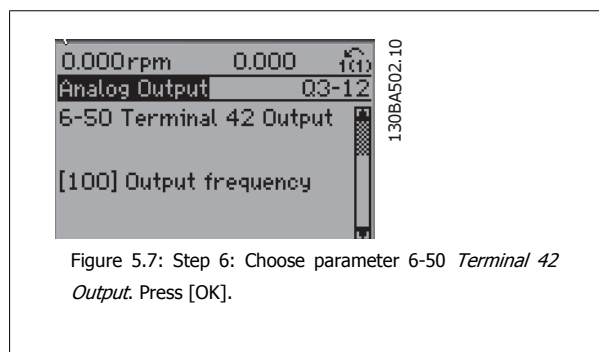 0.000rpm 0.000 1(1)
Analog Output Q3-12
6-50 Terminal 42 Output
[100] Output frequency
130BA502.10
Figure 5.7: Step 6: Choose parameter 6-50 Terminal 42
Output. Press [OK].